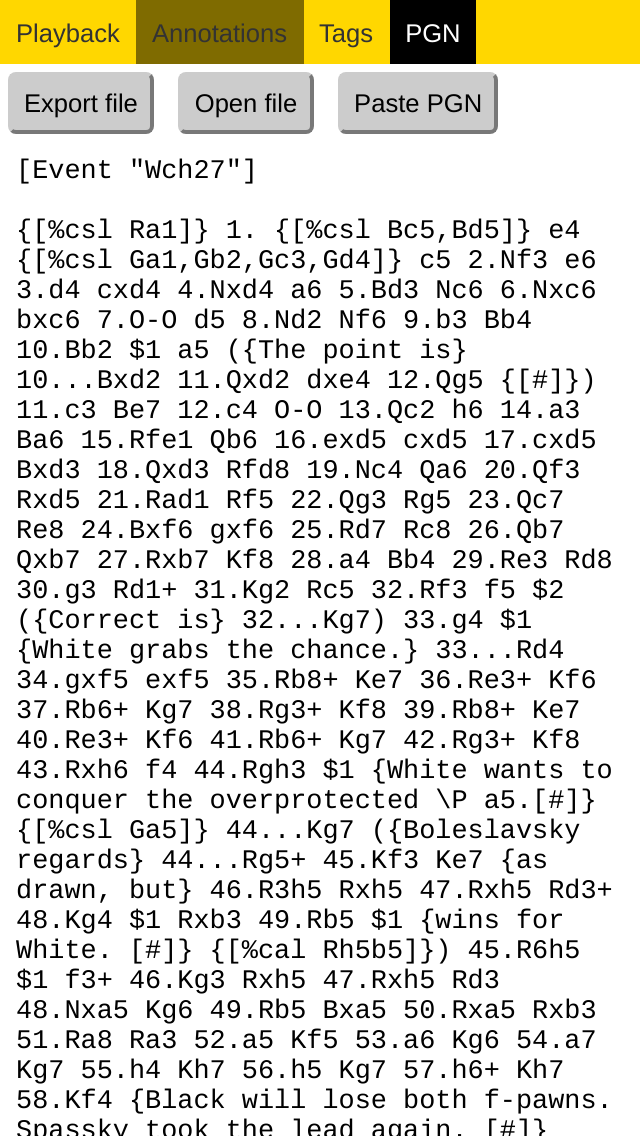 Playback Annotations Tags PGN
Export file Open file Paste PGN
[Event "Wch27"]
{[%csl Ra1]} 1. {[%csl Bc5,Bd5]} e4
{[%csl Ga1,Gb2,Gc3,Gd4]} c5 2.Nf3 e6
3.d4 cxd4 4.Nxd4 a6 5.Bd3 Nc6 6.Nxc6
bxc6 7.O-O d5 8.Nd2 Nf6 9.b3 Bb4
10.Bb2 $1 a5 ({The point is}
10...Bxd2 11.Qxd2 dxe4 12.Qg5 {[#]})
11.c3 Be7 12.c4 O-O 13.Qc2 h6 14.a3
Ba6 15.Rfe1 Qb6 16.exd5 cxd5 17.cxd5
Bxd3 18.Qxd3 Rfd8 19.Nc4 Qa6 20.Qf3
Rxd5 21.Rad1 Rf5 22.Qg3 Rg5 23.Qc7
Re8 24.Bxf6 gxf6 25.Rd7 Rc8 26.Qb7
Qxb7 27.Rxb7 Kf8 28.a4 Bb4 29.Re3 Rd8
30.g3 Rd1+ 31.Kg2 Rc5 32.Rf3 f5 $2
({Correct is} 32...Kg7) 33.g4 $1
{White grabs the chance.} 33...Rd4
34.gxf5 exf5 35.Rb8+ Ke7 36.Re3+ Kf6
37.Rb6+ Kg7 38.Rg3+ Kf8 39.Rb8+ Ke7
40.Re3+ Kf6 41.Rb6+ Kg7 42.Rg3+ Kf8
43.Rxh6 f4 44.Rgh3 $1 {White wants to
conquer the overprotected \P a5.[#]}
{[%csl Ga5]} 44...Kg7 ({Boleslavsky
regards} 44...Rg5+ 45.Kf3 Ke7 {as
drawn, but} 46.R3h5 Rxh5 47.Rxh5 Rd3+
48.Kg4 $1 Rxb3 49.Rb5 $1 {wins for
White. [#]} {[%cal Rh5b5]}) 45.R6h5
$1 f3+ 46.Kg3 Rxh5 47.Rxh5 Rd3
48.Nxa5 Kg6 49.Rb5 Bxa5 50.Rxa5 Rxb3
51.Ra8 Ra3 52.a5 Kf5 53.a6 Kg6 54.a7
Kg7 55.h4 Kh7 56.h5 Kg7 57.h6+ Kh7
58.Kf4 {Black will lose both f-pawns.
Spassky took the lead again. [#]}